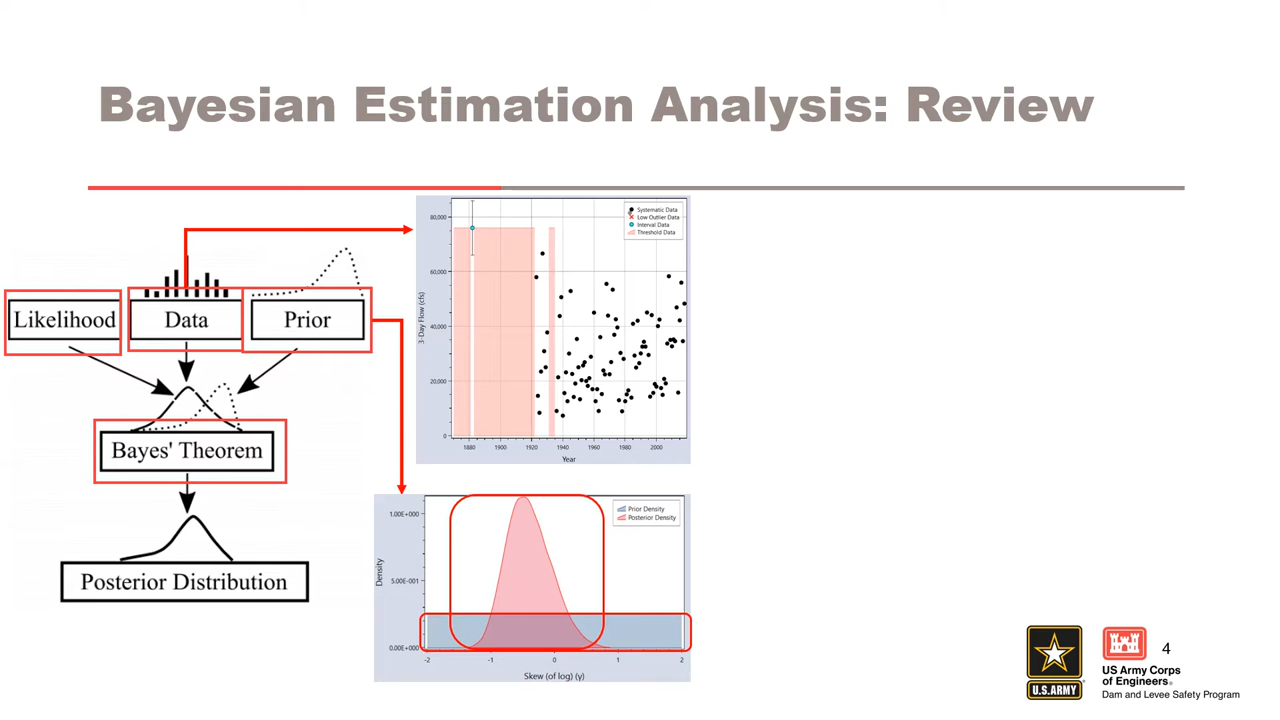 Bayesian Estimation Analysis: Review
Likelihood
Data
Prior
Bayes' Theorem
Posterior Distribution
80,000
60,000
40,000
20,000
0
3-Day Flow (cfs)
1880 1900 1920 1940 1960 1980 2000
Year
Systematic Data
Low Outlier Data
Interval Data
Threshold Data
1.00E+000
5.00E-001
0.00E+000
Density
-2 -1 0 1 2
Skew (of log) (γ)
Prior Density
Posterior Density
U.S.ARMY
US Army Corps
of Engineers®
Dam and Levee Safety Program
4